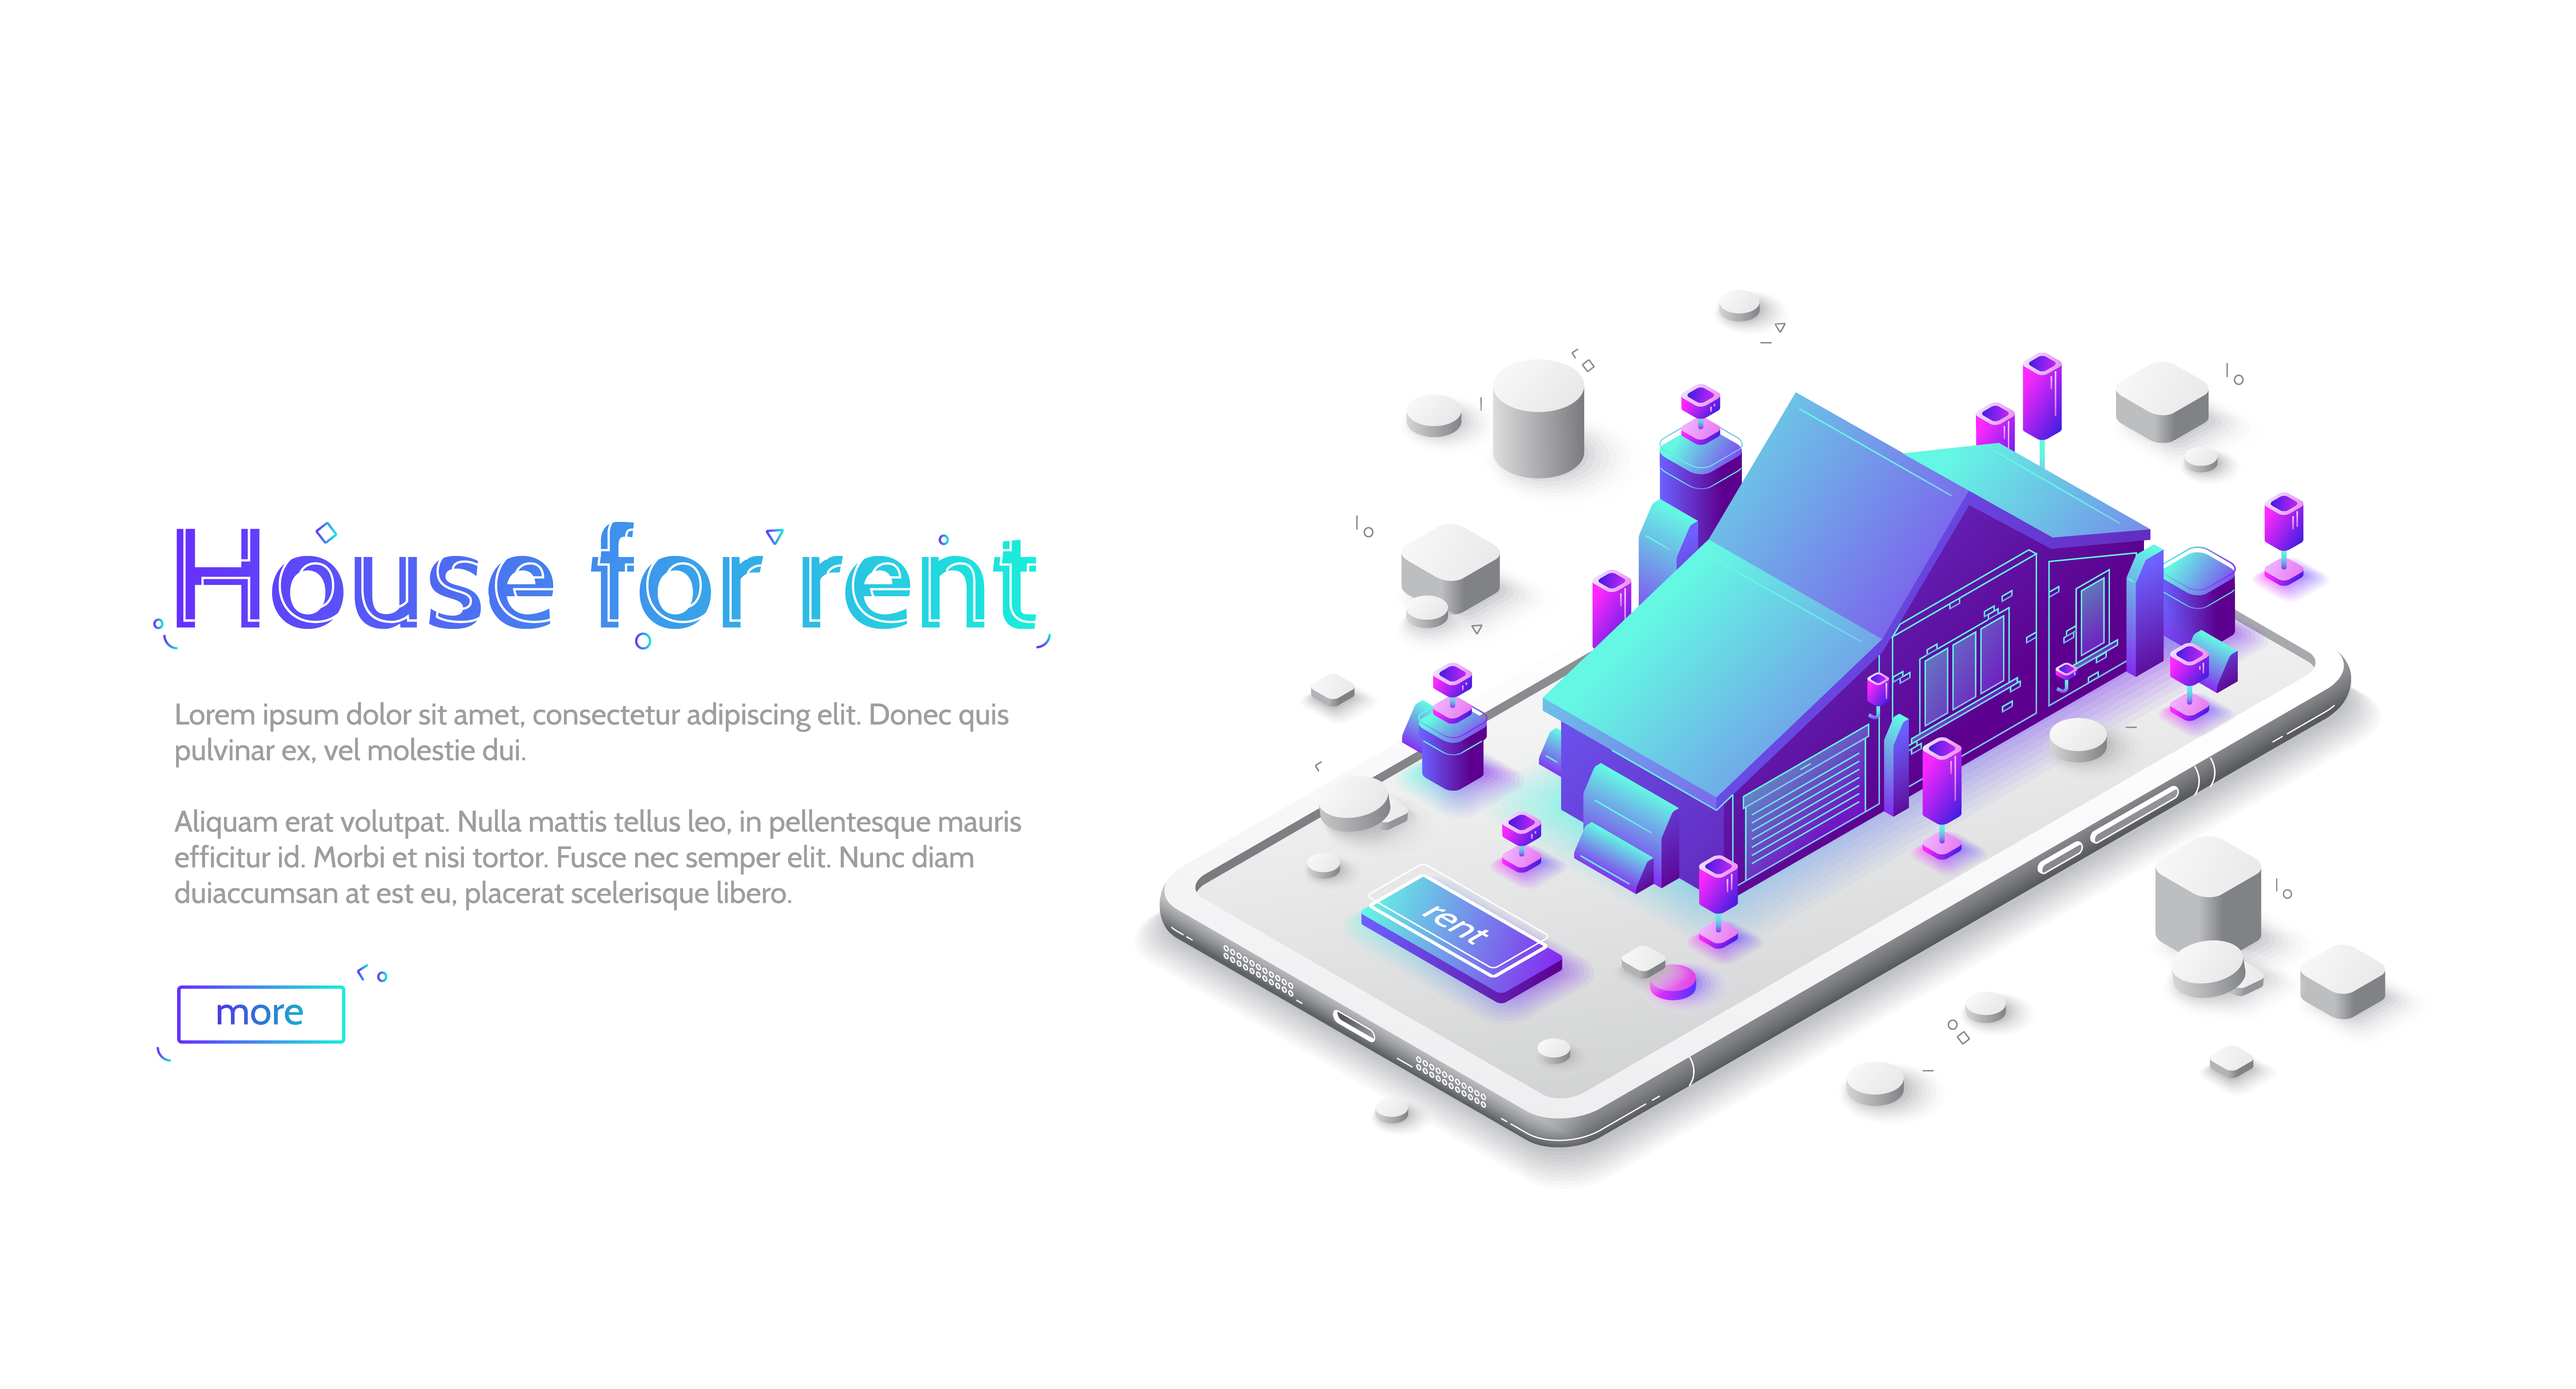 House for rent
Lorem ipsum dolor sit amet, consectetur adipiscing elit. Donec quis
pulvinar ex, vel molestie dui.
Aliquam erat volutpat. Nulla mattis tellus leo, in pellentesque mauris
efficitur id. Morbi et nisi tortor. Fusce nec semper elit. Nunc diam
duiaccumsan at est eu, placerat scelerisque libero.
more
rent